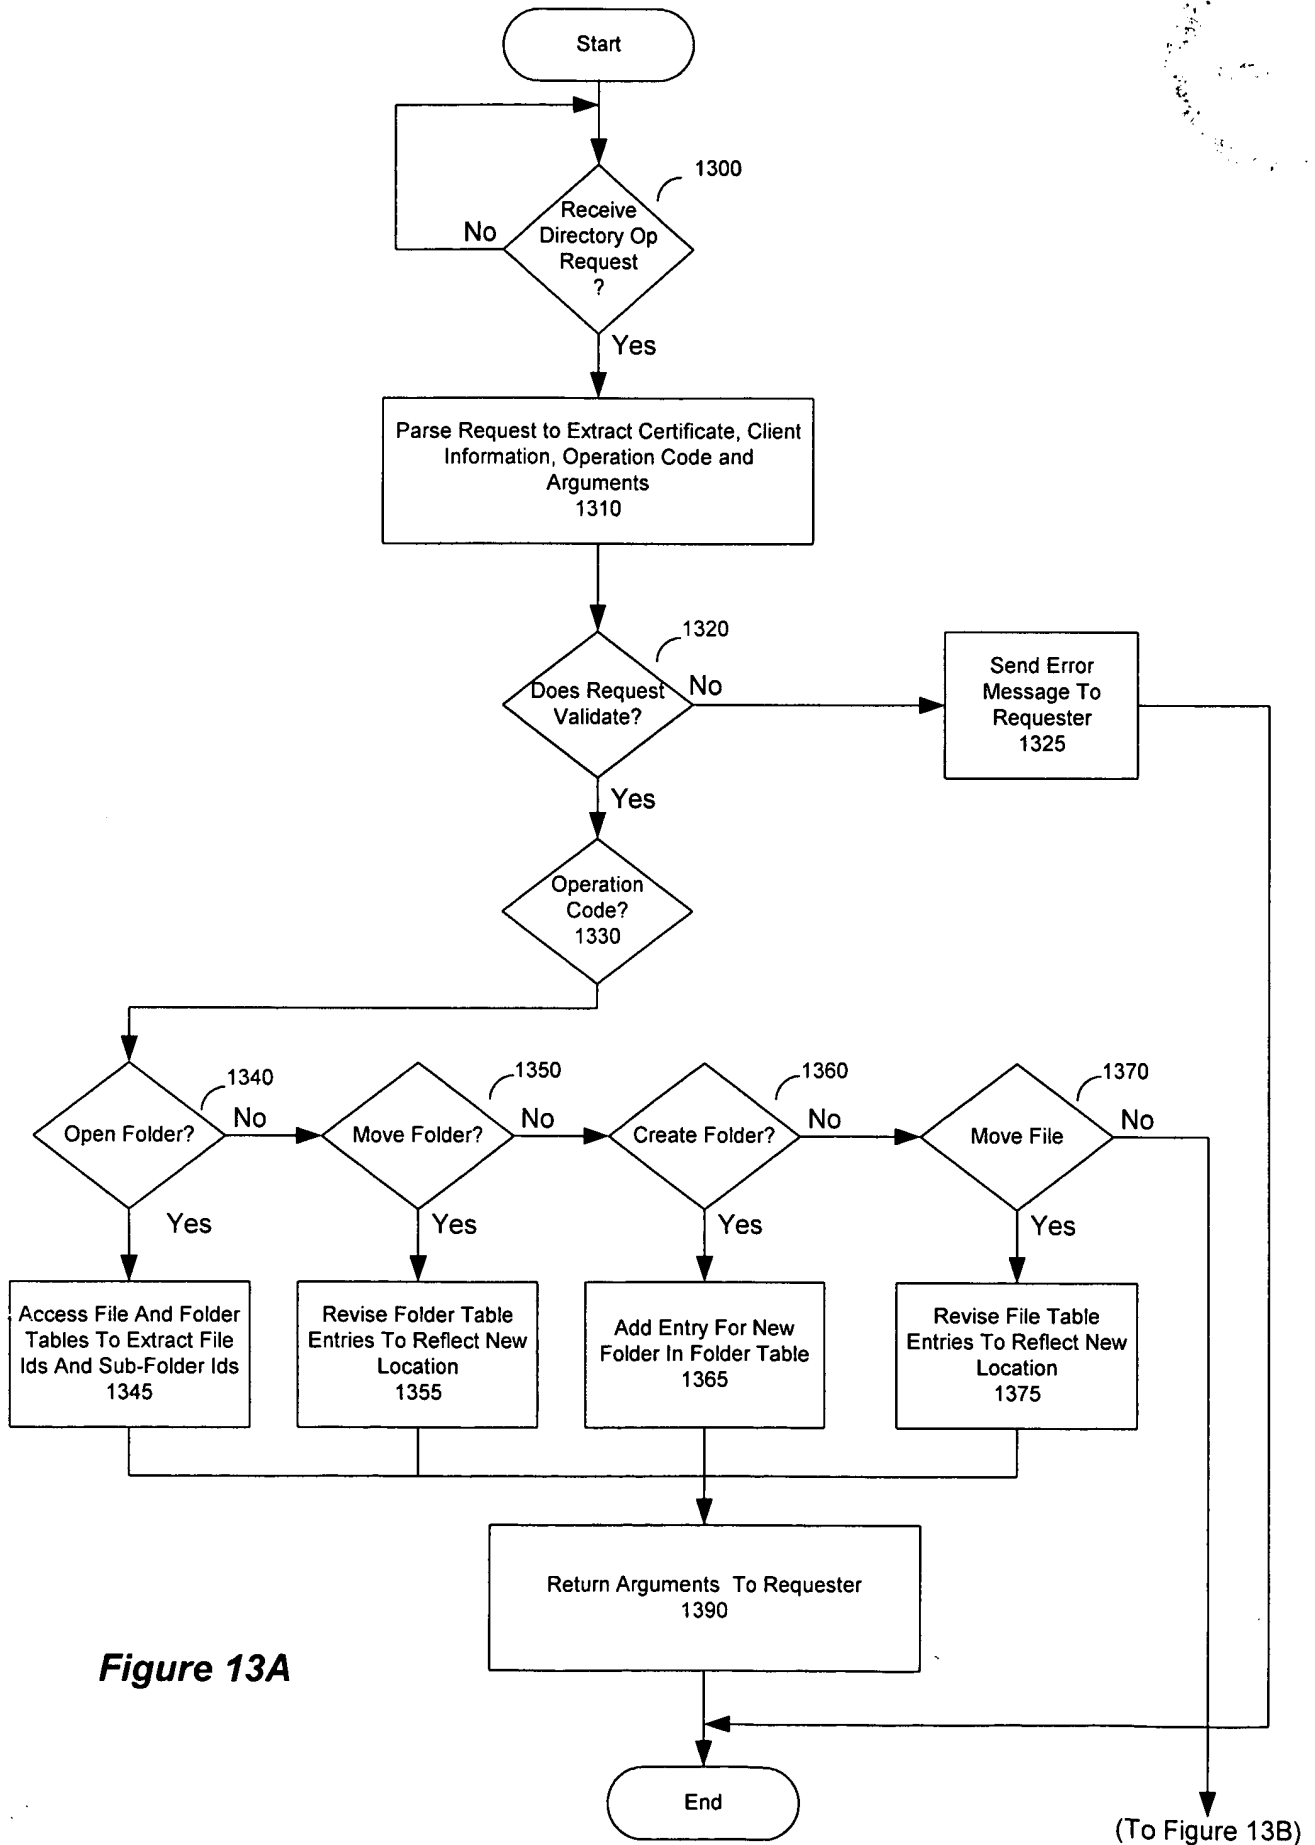 Start
1300
Receive
Directory Op
Request
?
No
Yes
Parse Request to Extract Certificate, Client
Information, Operation Code and
Arguments
1310
1320
Does Request
Validate?
No
Send Error
Message To
Requester
1325
Yes
Operation
Code?
1330
1340
Open Folder?
No
1350
Move Folder?
No
1360
Create Folder?
No
1370
Move File
No
Yes
Yes
Yes
Yes
Access File And Folder
Tables To Extract File
Ids And Sub-Folder Ids
1345
Revise Folder Table
Entries To Reflect New
Location
1355
Add Entry For New
Folder In Folder Table
1365
Revise File Table
Entries To Reflect New
Location
1375
Return Arguments To Requester
1390
Figure 13A
End
(To Figure 13B)